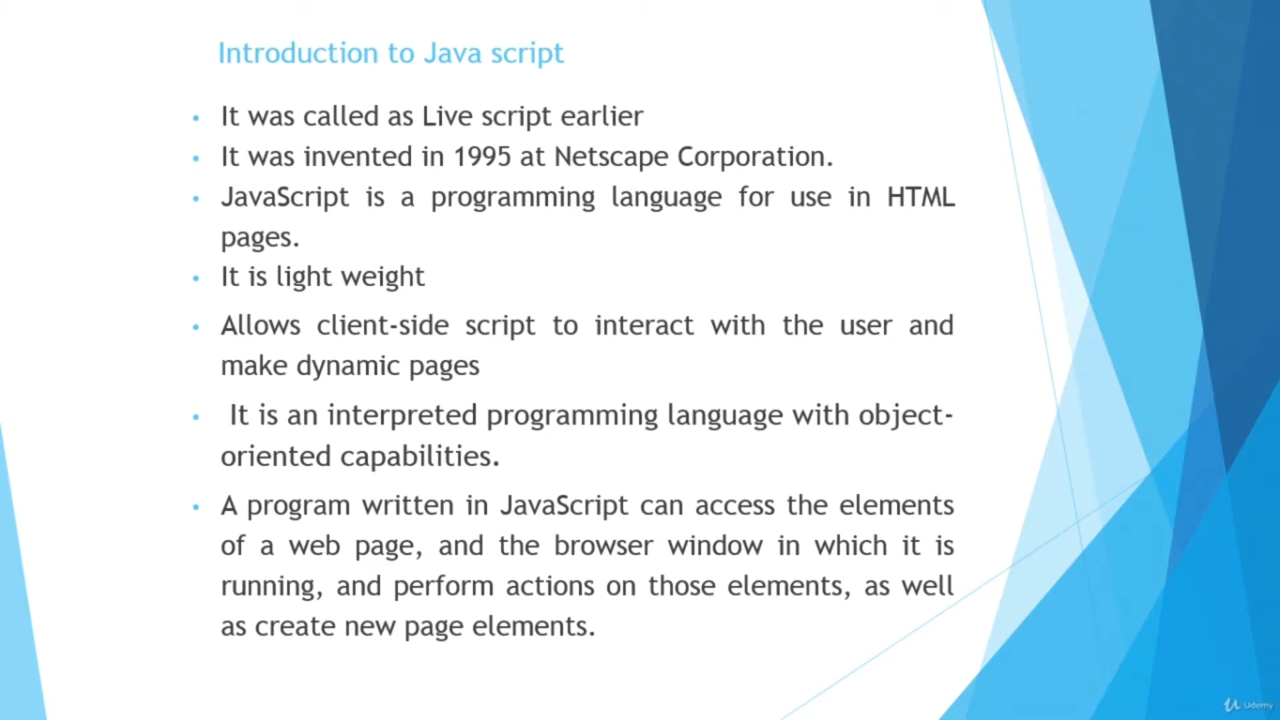 Introduction to Java script
• It was called as Live script earlier
• It was invented in 1995 at Netscape Corporation.
• JavaScript is a programming language for use in HTML
pages.
• It is light weight
• Allows client-side script to interact with the user and
make dynamic pages
• It is an interpreted programming language with object-
oriented capabilities.
• A program written in JavaScript can access the elements
of a web page, and the browser window in which it is
running, and perform actions on those elements, as well
as create new page elements.
Udemy